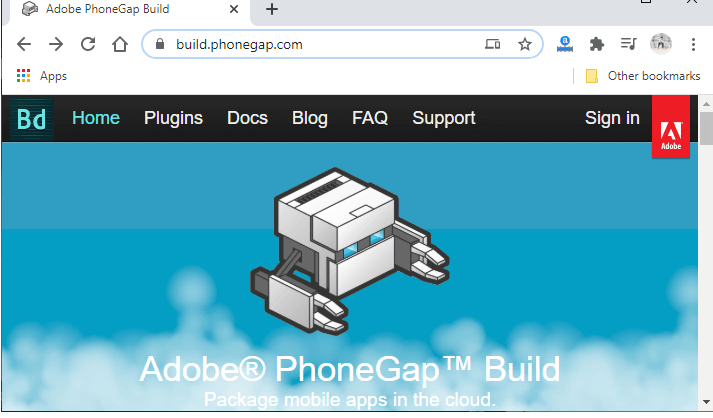 Adobe PhoneGap Build
build.phonegap.com
Apps
Other bookmarks
Bd Home Plugins Docs Blog FAQ Support Sign in
Adobe
Adobe® PhoneGap™ Build
Package mobile apps in the cloud.